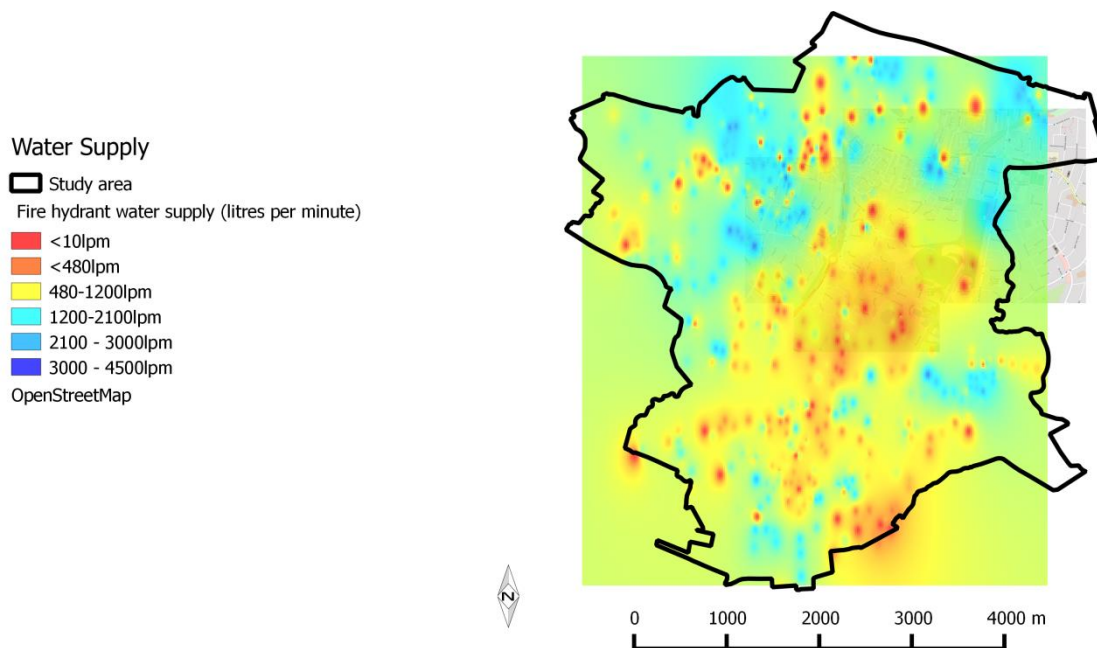 Water Supply
Study area
Fire hydrant water supply (litres per minute)
<10lpm
<480lpm
480-1200lpm
1200-2100lpm
2100 - 3000lpm
3000 - 4500lpm
OpenStreetMap
N
0 1000 2000 3000 4000 m